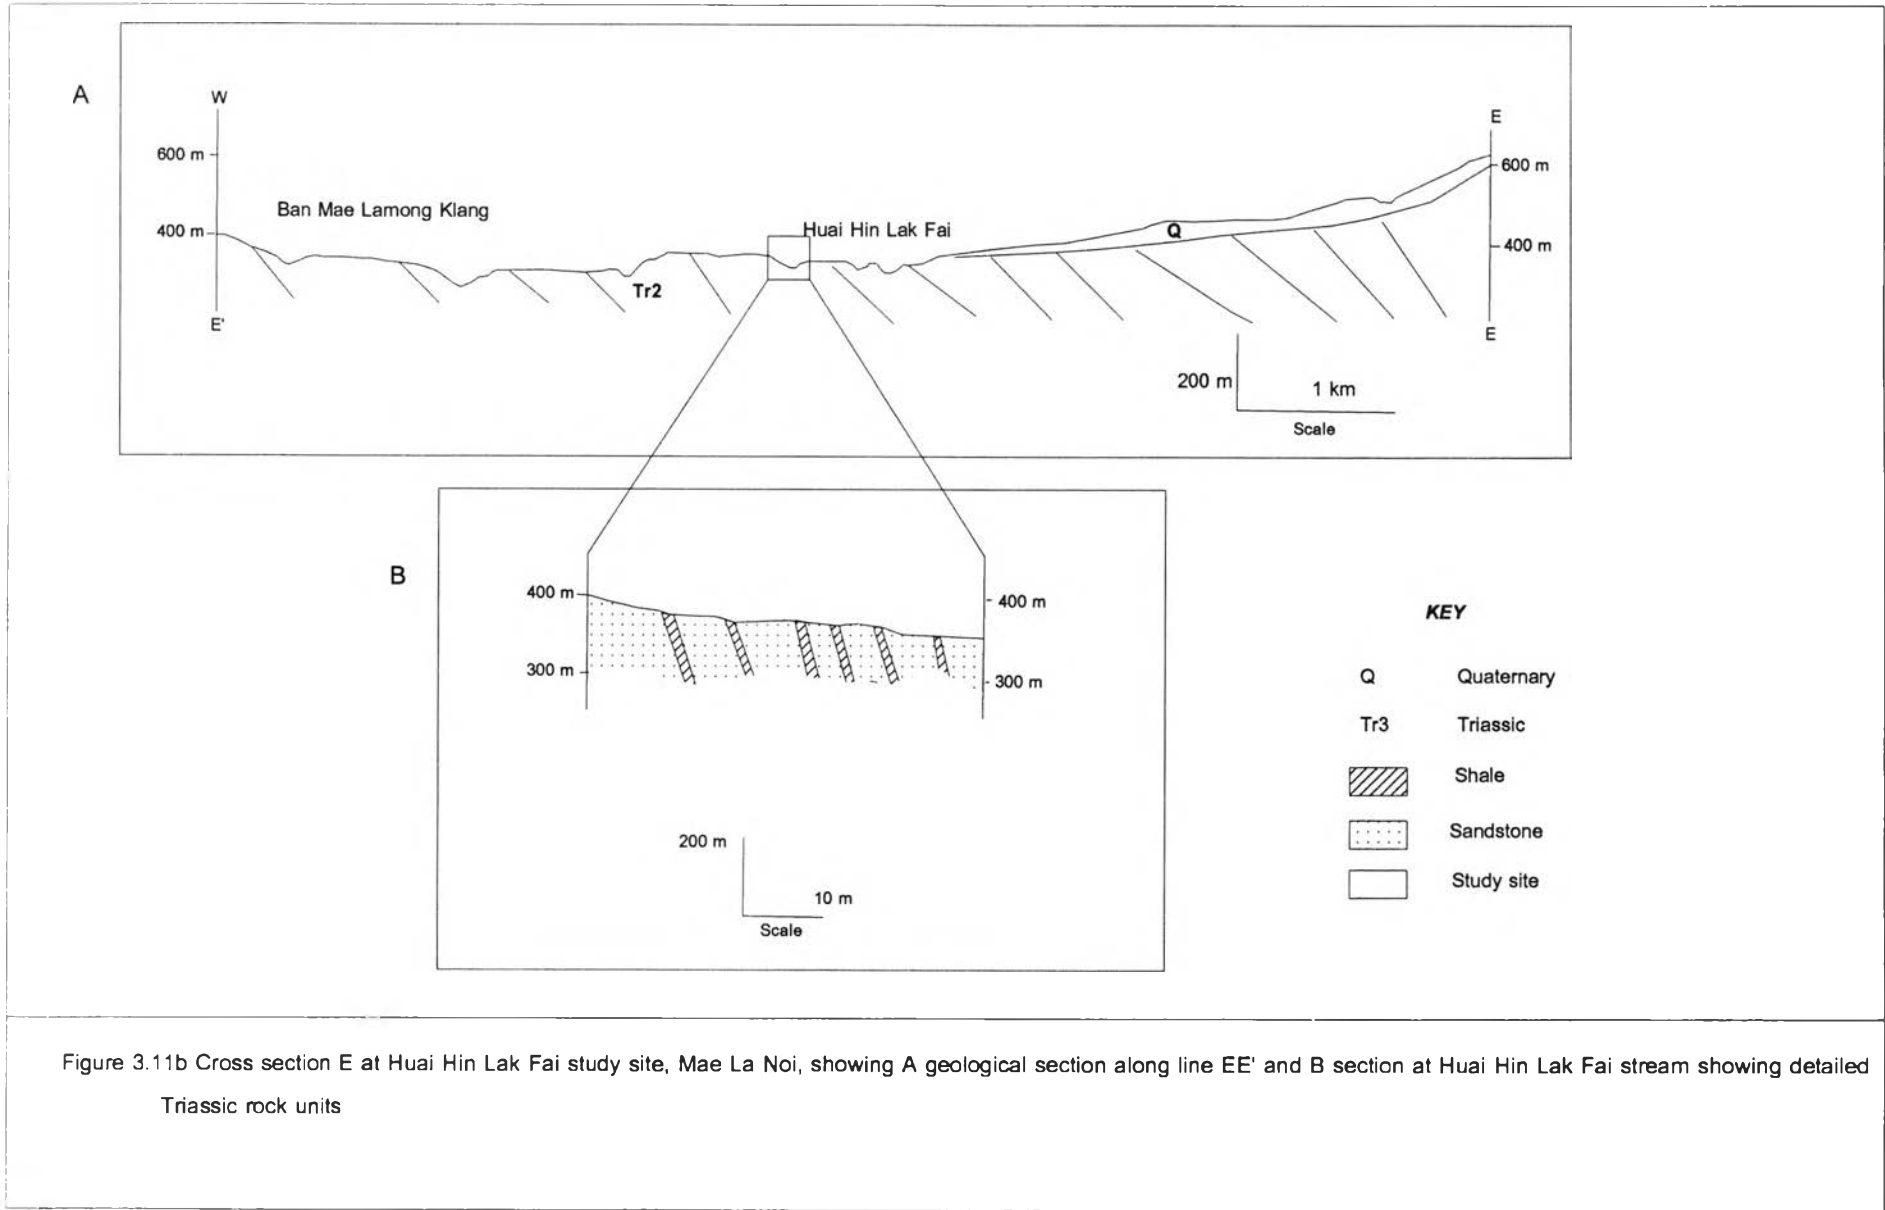 A
W
E
600 m
600 m
Ban Mae Lamong Klang
400 m
Huai Hin Lak Fai
Q
400 m
Tr2
E'
E
200 m
1 km
Scale
B
400 m
400 m
300 m
300 m
200 m
10 m
Scale
KEY
Q Quaternary
Tr3 Triassic
Shale
Sandstone
Study site
Figure 3.11b Cross section E at Huai Hin Lak Fai study site, Mae La Noi, showing A geological section along line EE' and B section at Huai Hin Lak Fai stream showing detailed
Triassic rock units